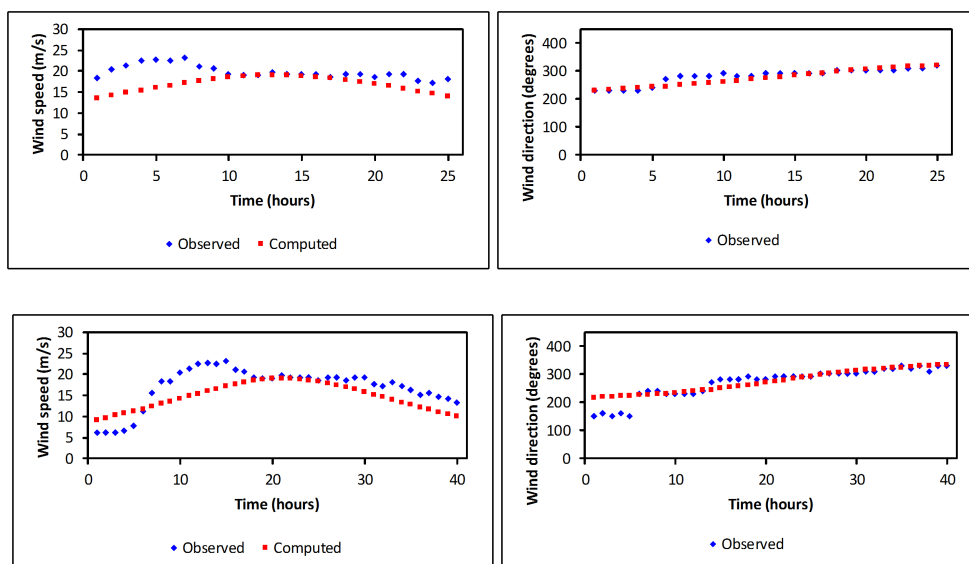 Wind speed (m/s)
30
25
20
15
10
5
0
0 5 10 15 20 25
Time (hours)
Observed Computed
Wind direction (degrees)
400
300
200
100
0
0 5 10 15 20 25
Time (hours)
Observed
Wind speed (m/s)
30
25
20
15
10
5
0
0 10 20 30 40
Time (hours)
Observed Computed
Wind direction (degrees)
400
300
200
100
0
0 10 20 30 40
Time (hours)
Observed